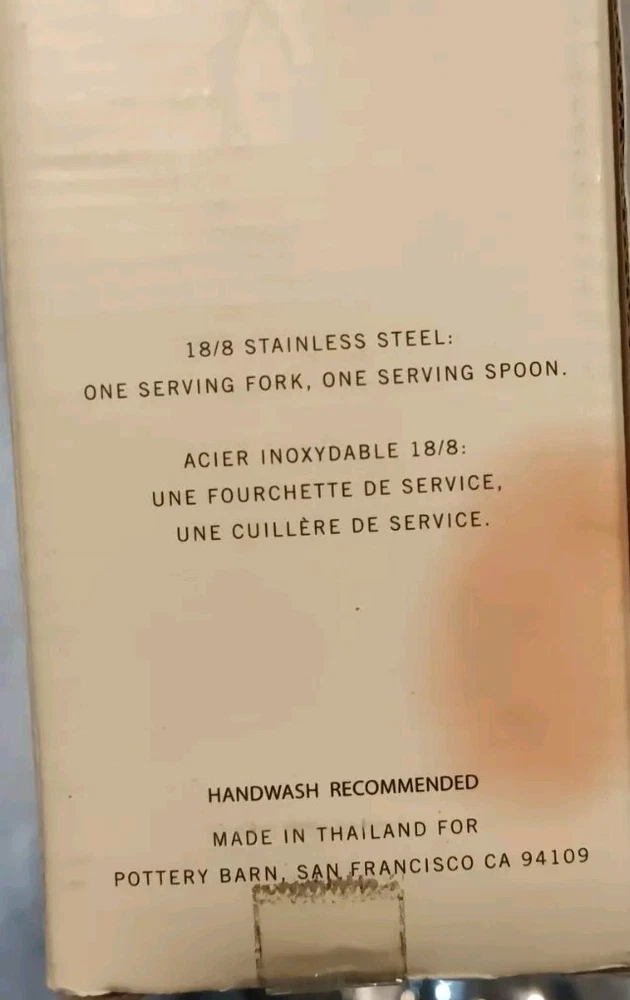 18/8 STAINLESS STEEL:
ONE SERVING FORK, ONE SERVING SPOON.
ACIER INOXYDABLE 18/8:
UNE FOURCHETTE DE SERVICE,
UNE CUILLÈRE DE SERVICE.
HANDWASH RECOMMENDED
MADE IN THAILAND FOR
POTTERY BARN, SAN FRANCISCO CA 94109